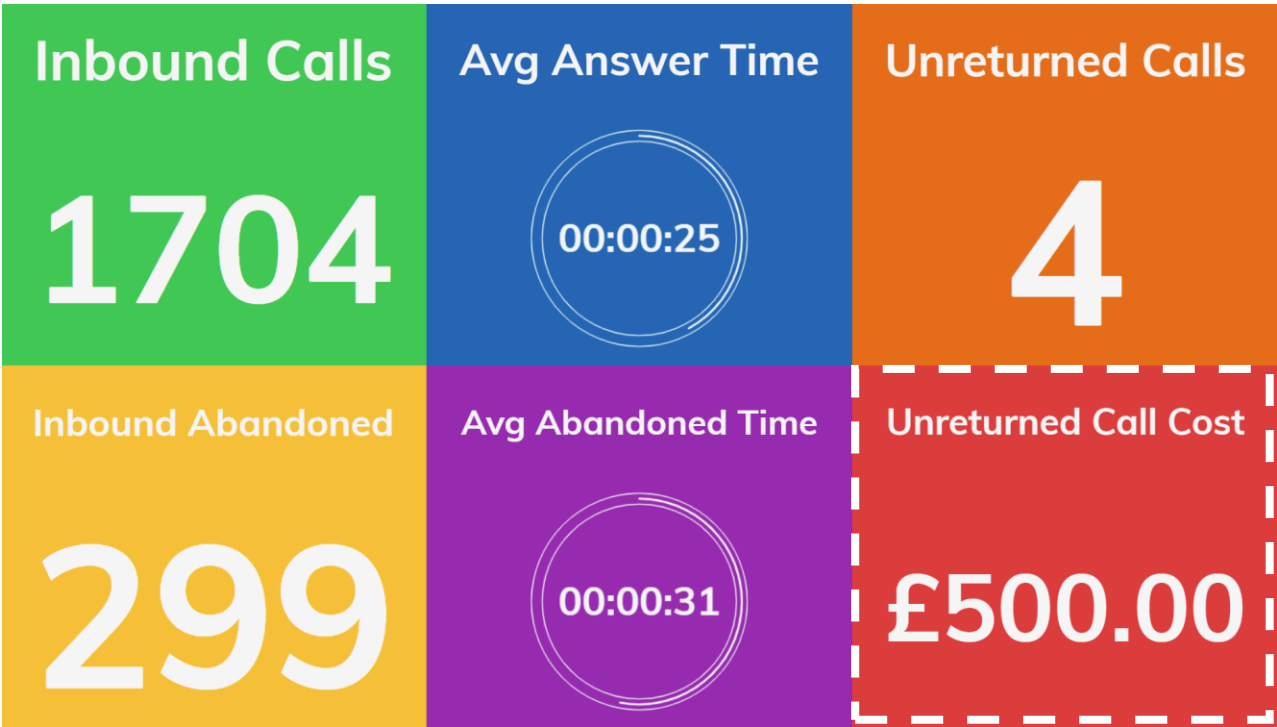 Inbound Calls
1704
Avg Answer Time
00:00:25
Unreturned Calls
4
Inbound Abandoned
299
Avg Abandoned Time
00:00:31
Unreturned Call Cost
£500.00